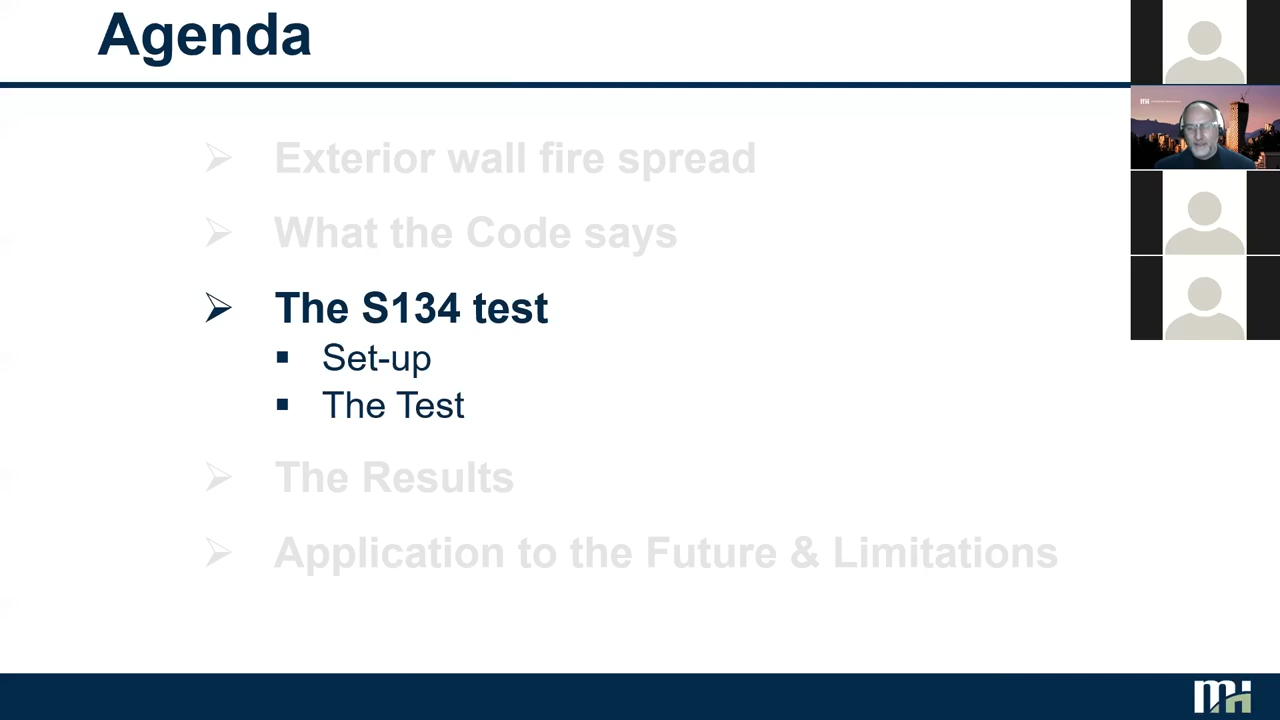 Agenda
Exterior wall fire spread
What the Code says
The S134 test
Set-up
The Test
The Results
Application to the Future & Limitations